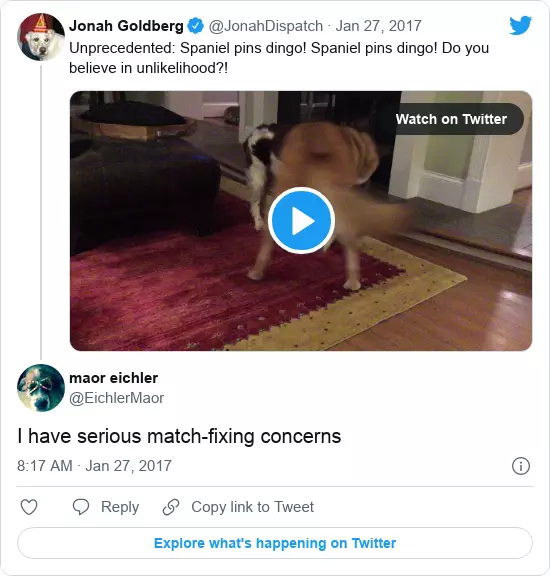 Jonah Goldberg @JonahDispatch · Jan 27, 2017
Unprecedented: Spaniel pins dingo! Spaniel pins dingo! Do you
believe in unlikelihood?!
Watch on Twitter
maor eichler
@EichlerMaor
I have serious match-fixing concerns
8:17 AM · Jan 27, 2017
Reply Copy link to Tweet
Explore what's happening on Twitter